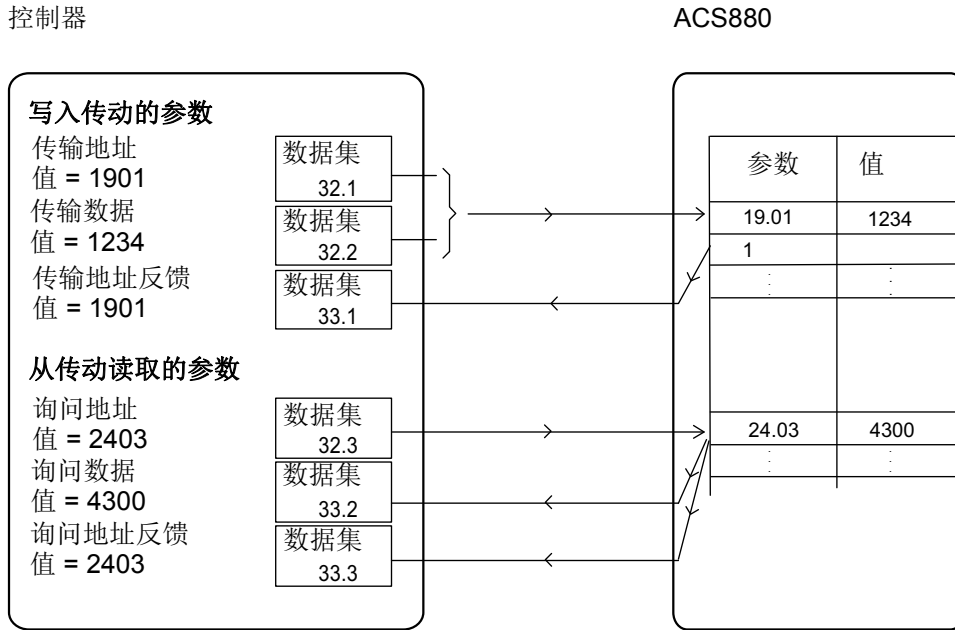 控制器
ACS880
写入传动的参数
传输地址
值 = 1901
数据集
32.1
传输数据
值 = 1234
数据集
32.2
传输地址反馈
值 = 1901
数据集
33.1
从传动读取的参数
询问地址
值 = 2403
数据集
32.3
询问数据
值 = 4300
数据集
33.2
询问地址反馈
值 = 2403
数据集
33.3
参数 值
19.01 1234
1
24.03 4300